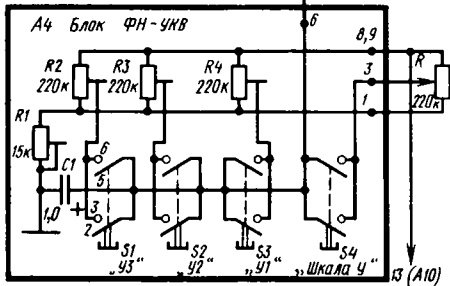 6
А4 Блок ФН-УКВ
8,9
R2
220к
R3
220к
R4
220к
R
3
220к
1
R1
15к
C1
6
5
1,0
+
3
2
S1
„У3“
S2
„У2“
S3
„У1“
S4
„Шкала У“
13 (А10)